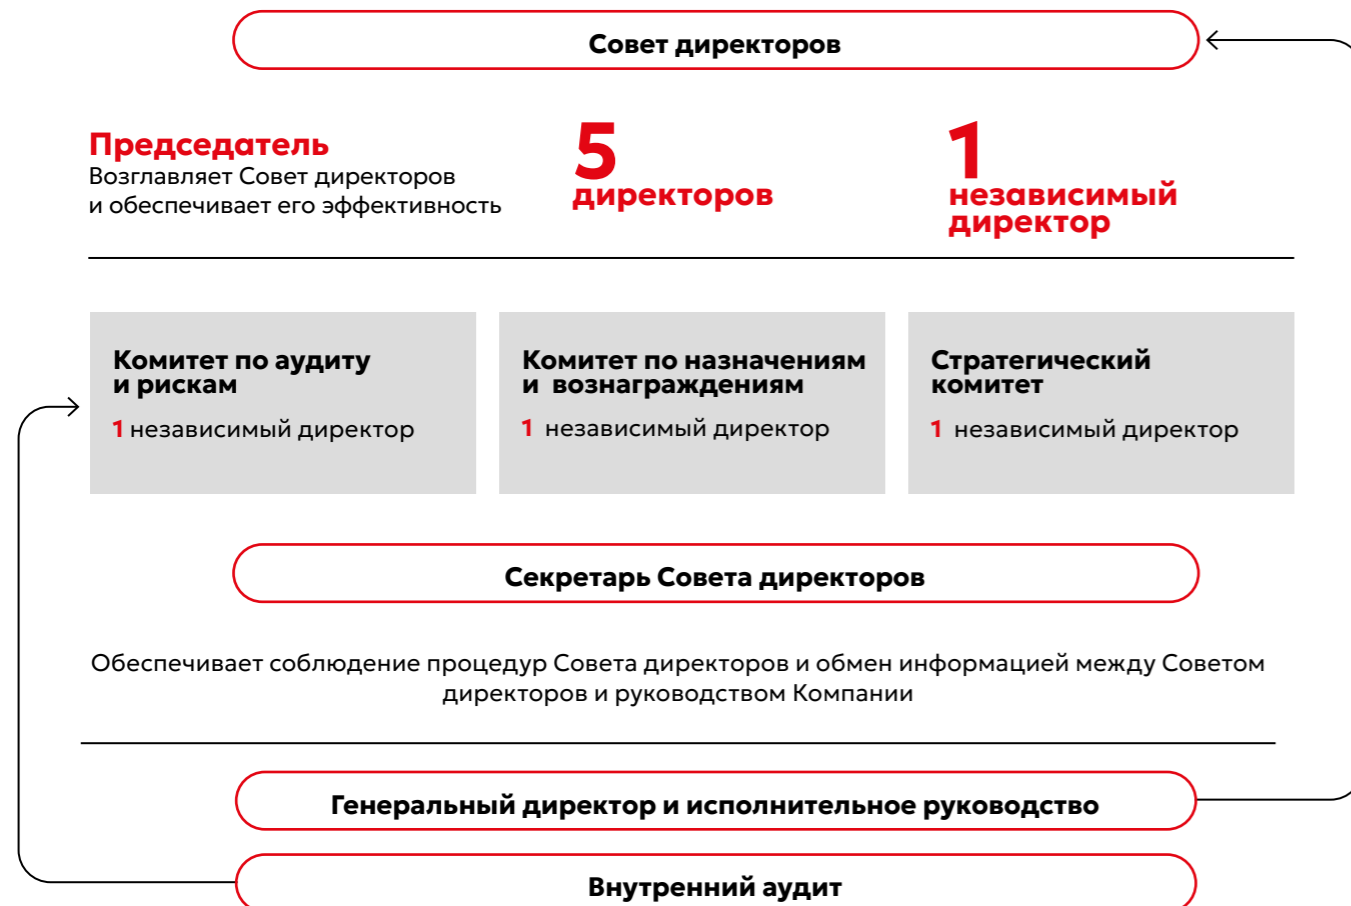 Совет директоров
Председатель
Возглавляет Совет директоров
и обеспечивает его эффективность
5
директоров
1
независимый
директор
Комитет по аудиту
и рискам
1 независимый директор
Комитет по назначениям
и вознаграждениям
1 независимый директор
Стратегический
комитет
1 независимый директор
Секретарь Совета директоров
Обеспечивает соблюдение процедур Совета директоров и обмен информацией между Советом
директоров и руководством Компании
Генеральный директор и исполнительное руководство
Внутренний аудит